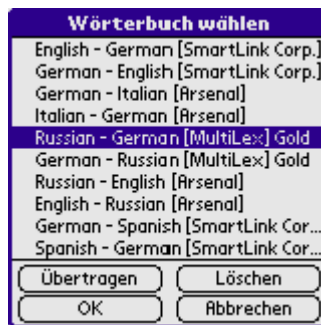 Wörterbuch wählen
English - German [SmartLink Corp.]
German - English [SmartLink Corp.]
German - Italian [Arsenal]
Italian - German [Arsenal]
Russian - German [MultiLex] Gold
German - Russian [MultiLex] Gold
Russian - English [Arsenal]
English - Russian [Arsenal]
German - Spanish [SmartLink Cor...
Spanish - German [SmartLink Cor...
Übertragen Löschen
OK Abbrechen